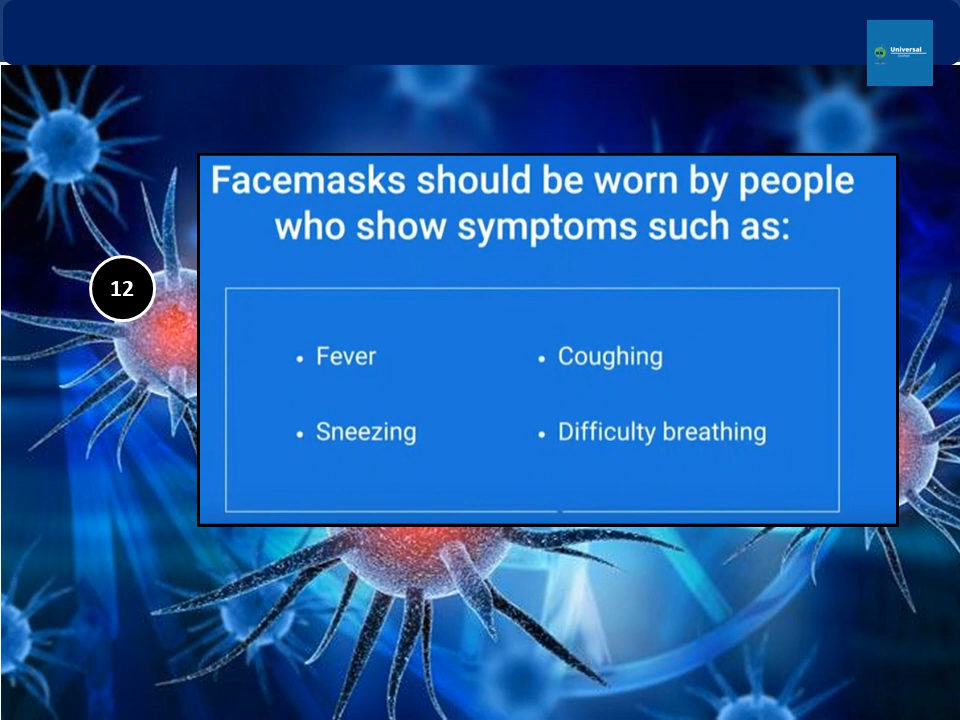 Universal
Facemasks should be worn by people
who show symptoms such as:
12
• Fever
• Coughing
• Sneezing
• Difficulty breathing